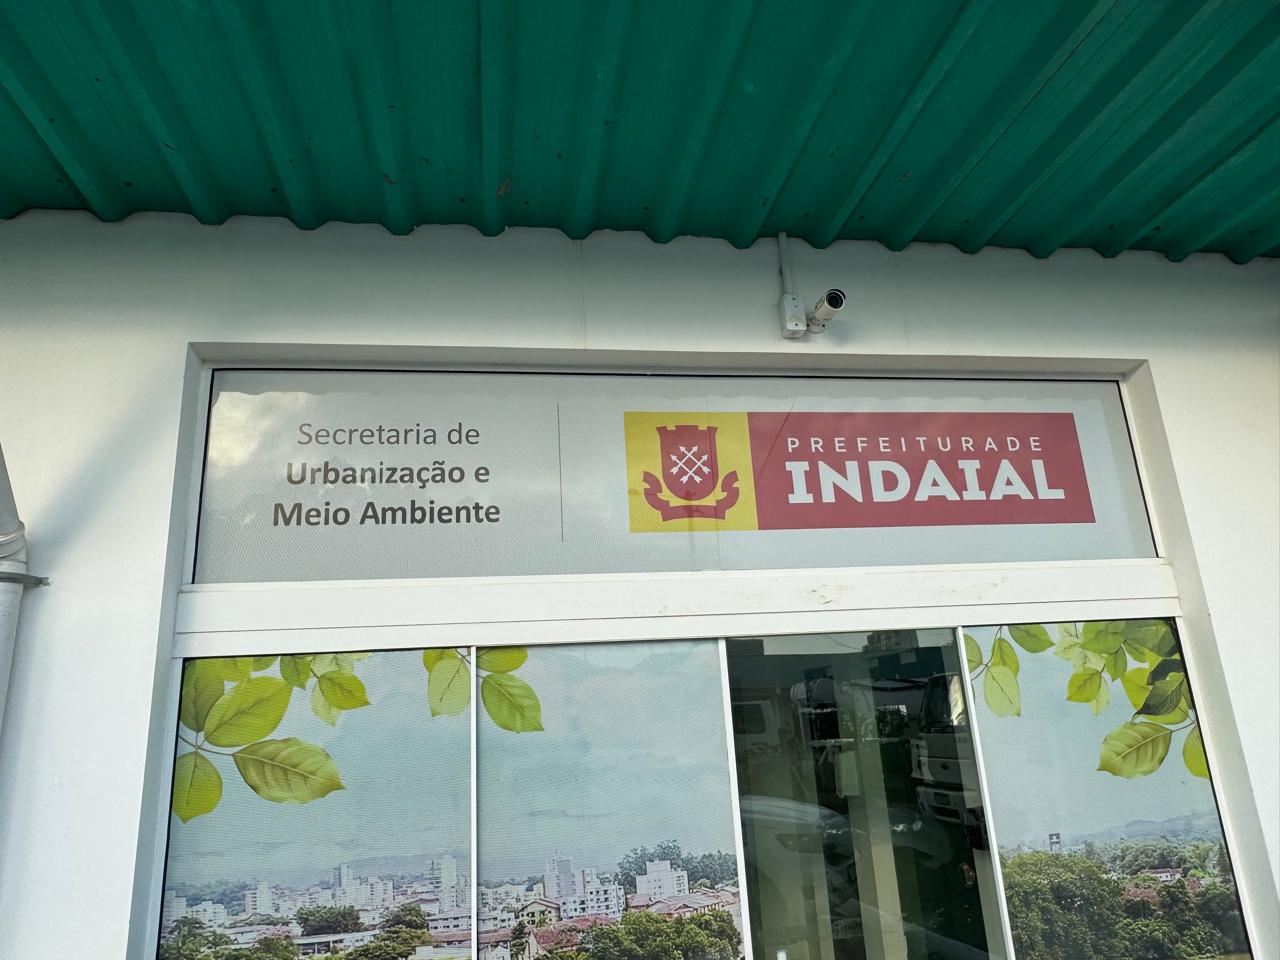 Secretaria de
Urbanização e
Meio Ambiente
PREFEITURA DE
INDAIAL